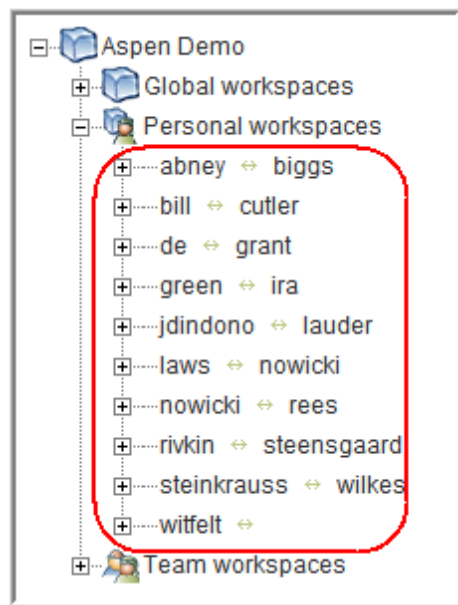 Aspen Demo
Global workspaces
Personal workspaces
abney ↔ biggs
bill ↔ cutler
de ↔ grant
green ↔ ira
jdindono ↔ lauder
laws ↔ nowicki
nowicki ↔ rees
rivkin ↔ steensgaard
steinkrauss ↔ wilkes
witfelt ↔
Team workspaces